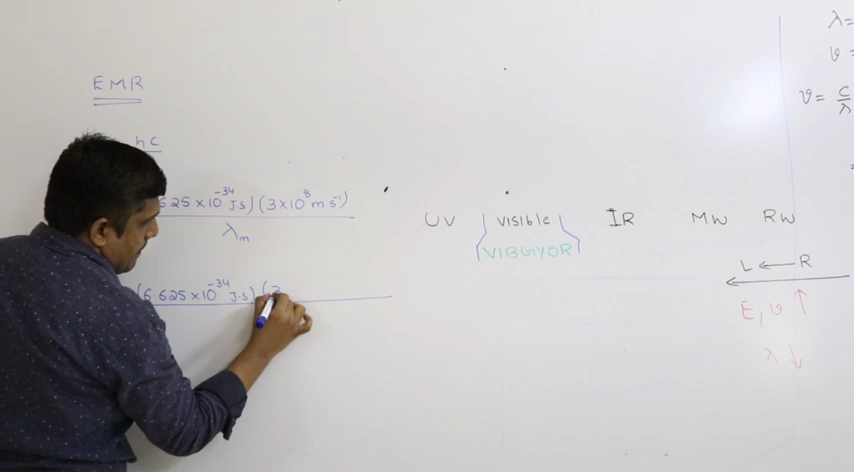 EMR
hc
625×10⁻³⁴ J.S) (3×10⁸ m s⁻¹)
λm
(6.625×10⁻³⁴ J.S) (3
UV | visible | IR MW RW
VIBGYOR
L ← R
E, ν ↑
λ ↓
λ=
ν =
ν = c/λ
=